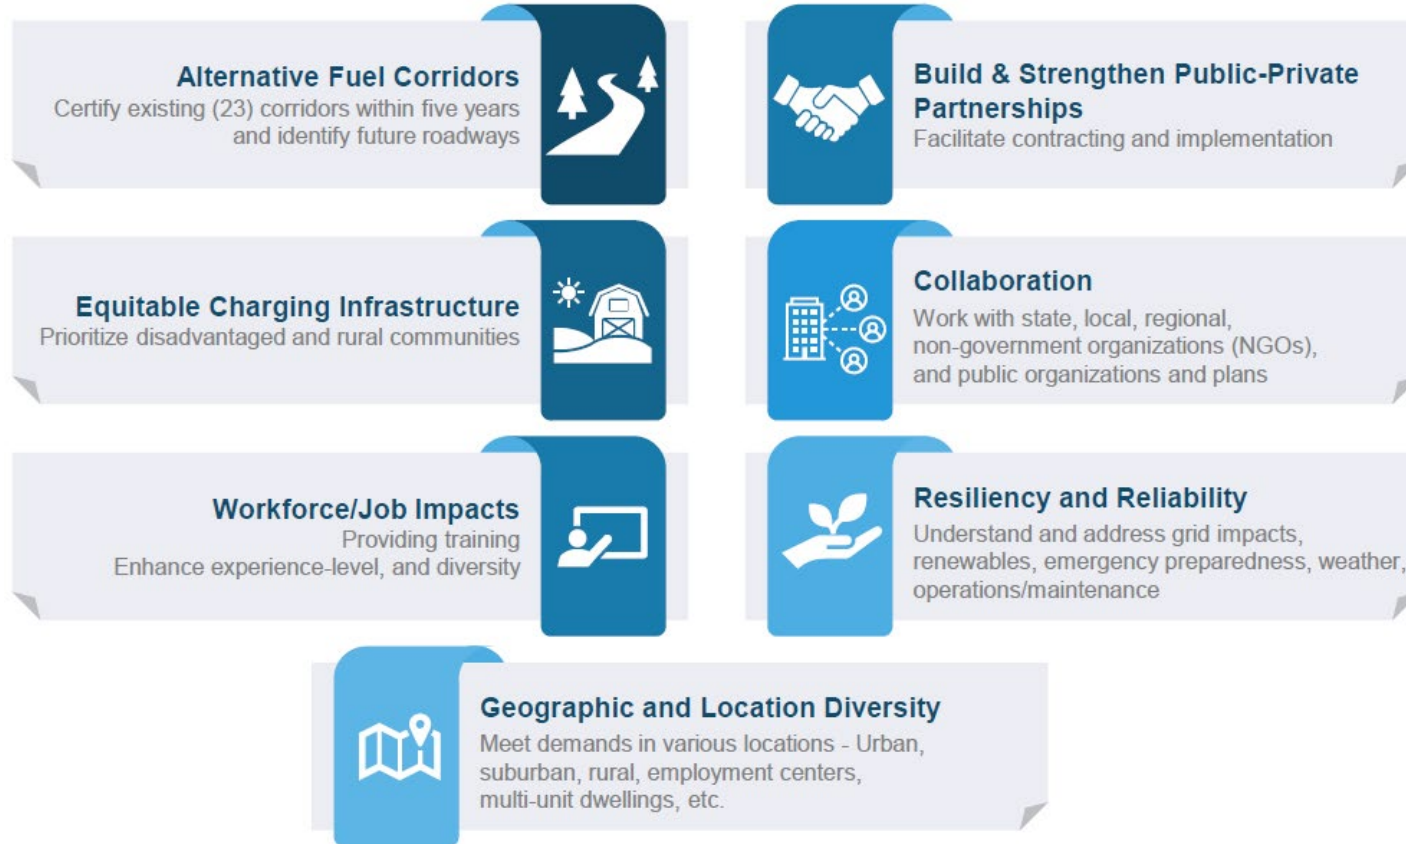 Alternative Fuel Corridors
Certify existing (23) corridors within five years
and identify future roadways
Build & Strengthen Public-Private
Partnerships
Facilitate contracting and implementation
Equitable Charging Infrastructure
Prioritize disadvantaged and rural communities
Collaboration
Work with state, local, regional,
non-government organizations (NGOs),
and public organizations and plans
Workforce/Job Impacts
Providing training
Enhance experience-level, and diversity
Resiliency and Reliability
Understand and address grid impacts,
renewables, emergency preparedness, weather,
operations/maintenance
Geographic and Location Diversity
Meet demands in various locations - Urban,
suburban, rural, employment centers,
multi-unit dwellings, etc.